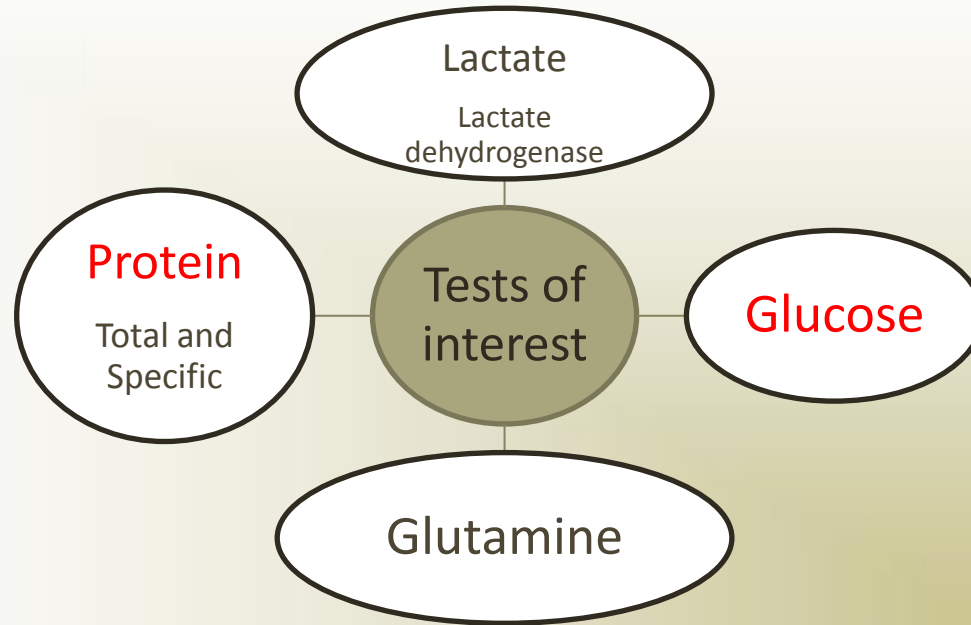 Lactate
Lactate
dehydrogenase
Protein
Total and
Specific
Tests of
interest
Glucose
Glutamine